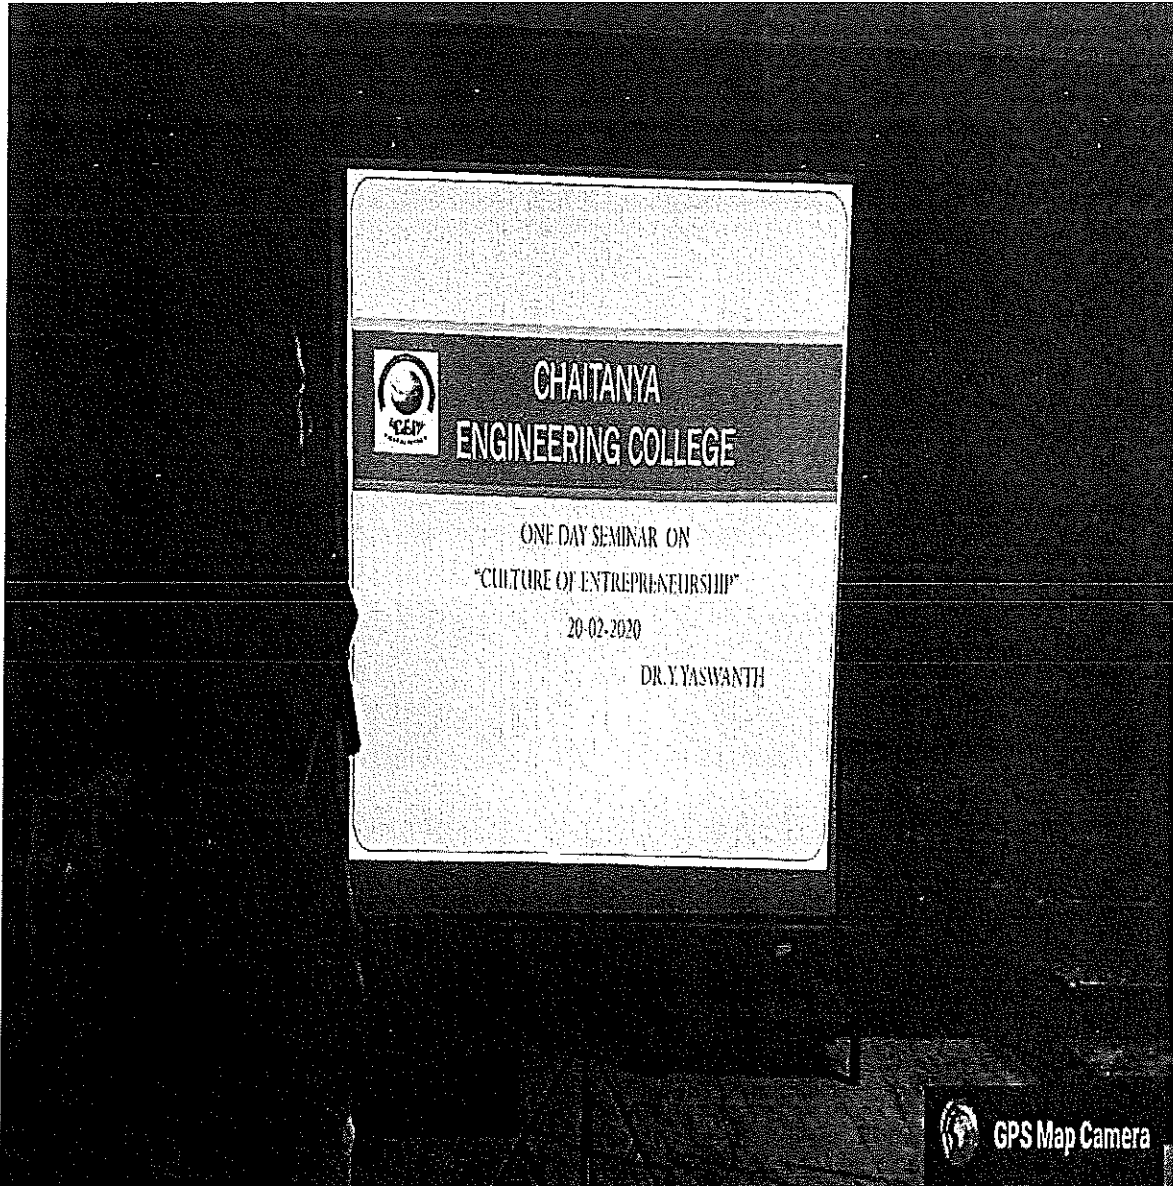 CHAITANYA
ENGINEERING COLLEGE
ONE DAY SEMINAR ON
"CULTURE OF ENTREPRENEURSHIP"
20-02-2020
DR.Y.YASWANTH
GPS Map Camera